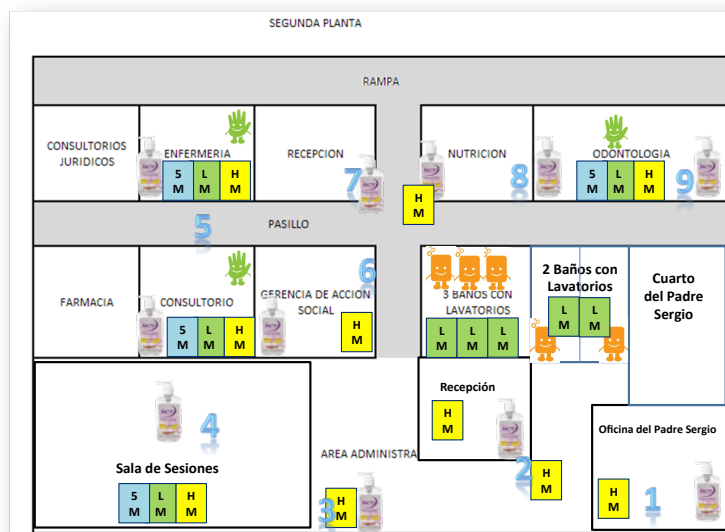 SEGUNDA PLANTA
RAMPA
CONSULTORIOS
JURIDICOS
ENFERMERIA
5 M
L M
H M
RECEPCION
7
H M
NUTRICION
8
ODONTOLOGIA
5 M
L M
H M
9
5
PASILLO
FARMACIA
CONSULTORIO
5 M
L M
H M
6
GERENCIA DE ACCION
SOCIAL
H M
3 BAÑOS CON
LAVATORIOS
L M
L M
L M
2 Baños con
Lavatorios
L M
L M
Cuarto
del Padre
Sergio
4
Sala de Sesiones
5 M
L M
H M
AREA ADMINISTRA
3
H M
Recepción
H M
2
H M
Oficina del Padre Sergio
H M
1